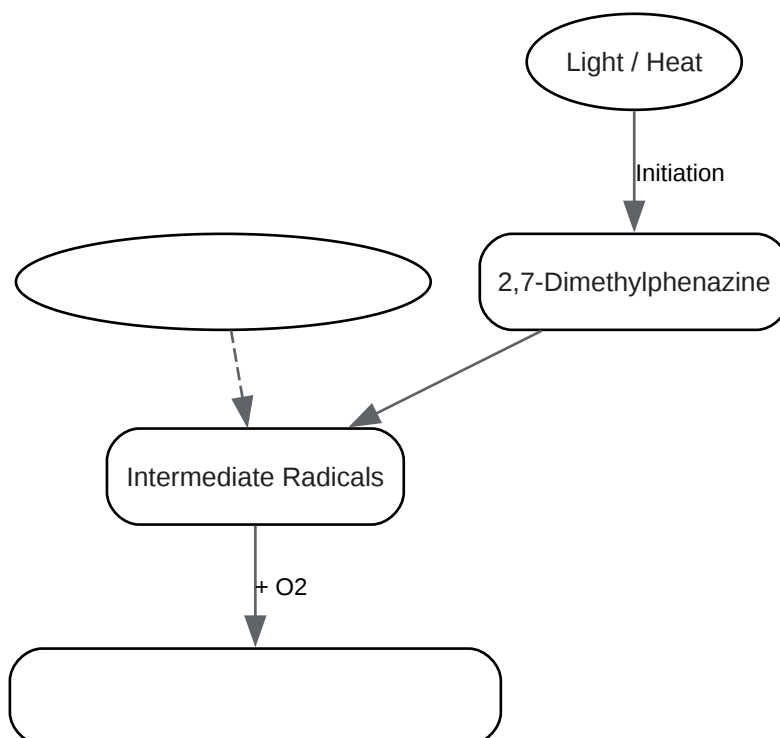 Light / Heat
Initiation
2,7-Dimethylphenazine
Intermediate Radicals
+ O2